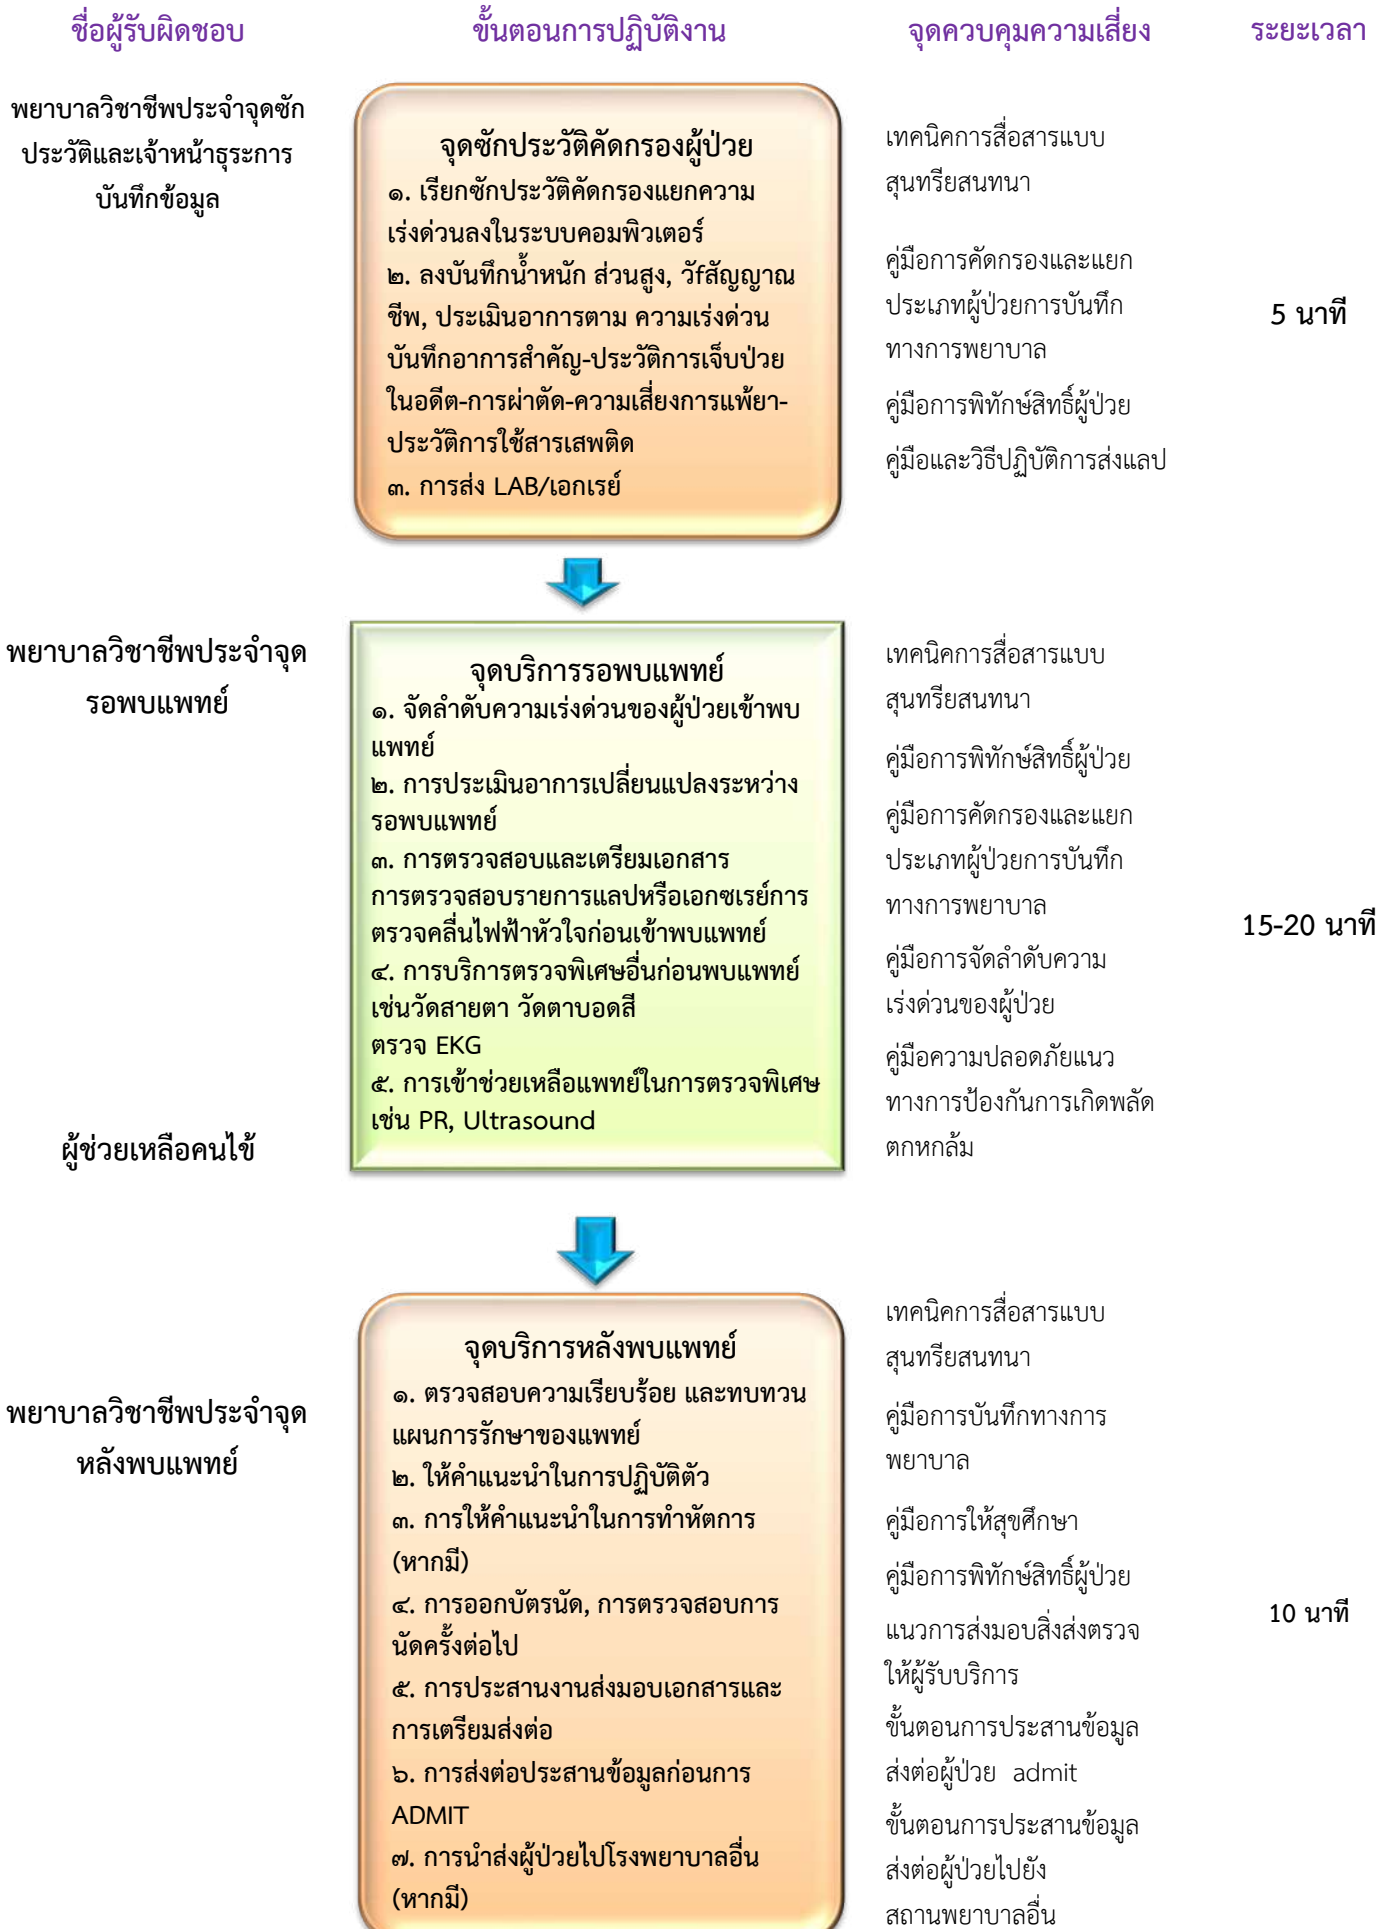 ชื่อผู้รับผิดชอบ
ขั้นตอนการปฏิบัติงาน
จุดควบคุมความเสี่ยง
ระยะเวลา
พยาบาลวิชาชีพประจำจุดซัก
ประวัติและเจ้าหน้าธุระการ
บันทึกข้อมูล
จุดซักประวัติคัดกรองผู้ป่วย
๑. เรียกซักประวัติคัดกรองแยกความ
เร่งด่วนลงในระบบคอมพิวเตอร์
๒. ลงบันทึกน้ำหนัก ส่วนสูง, วัfสัญญาณ
ชีพ, ประเมินอาการตาม ความเร่งด่วน
บันทึกอาการสำคัญ-ประวัติการเจ็บป่วย
ในอดีต-การผ่าตัด-ความเสี่ยงการแพ้ยา-
ประวัติการใช้สารเสพติด
๓. การส่ง LAB/เอกเรย์
เทคนิคการสื่อสารแบบ
สุนทรียสนทนา
คู่มือการคัดกรองและแยก
ประเภทผู้ป่วยการบันทึก
ทางการพยาบาล
คู่มือการพิทักษ์สิทธิ์ผู้ป่วย
คู่มือและวิธีปฏิบัติการส่งแลป
5 นาที
พยาบาลวิชาชีพประจำจุด
รอพบแพทย์
ผู้ช่วยเหลือคนไข้
จุดบริการรอพบแพทย์
๑. จัดลำดับความเร่งด่วนของผู้ป่วยเข้าพบ
แพทย์
๒. การประเมินอาการเปลี่ยนแปลงระหว่าง
รอพบแพทย์
๓. การตรวจสอบและเตรียมเอกสาร
การตรวจสอบรายการแลปหรือเอกซเรย์การ
ตรวจคลื่นไฟฟ้าหัวใจก่อนเข้าพบแพทย์
๔. การบริการตรวจพิเศษอื่นก่อนพบแพทย์
เช่นวัดสายตา วัดตาบอดสี
ตรวจ EKG
๕. การเข้าช่วยเหลือแพทย์ในการตรวจพิเศษ
เช่น PR, Ultrasound
เทคนิคการสื่อสารแบบ
สุนทรียสนทนา
คู่มือการพิทักษ์สิทธิ์ผู้ป่วย
คู่มือการคัดกรองและแยก
ประเภทผู้ป่วยการบันทึก
ทางการพยาบาล
คู่มือการจัดลำดับความ
เร่งด่วนของผู้ป่วย
คู่มือความปลอดภัยแนว
ทางการป้องกันการเกิดพลัด
ตกหกล้ม
15-20 นาที
พยาบาลวิชาชีพประจำจุด
หลังพบแพทย์
จุดบริการหลังพบแพทย์
๑. ตรวจสอบความเรียบร้อย และทบทวน
แผนการรักษาของแพทย์
๒. ให้คำแนะนำในการปฏิบัติตัว
๓. การให้คำแนะนำในการทำหัตการ
(หากมี)
๔. การออกบัตรนัด, การตรวจสอบการ
นัดครั้งต่อไป
๕. การประสานงานส่งมอบเอกสารและ
การเตรียมส่งต่อ
๖. การส่งต่อประสานข้อมูลก่อนการ
ADMIT
๗. การนำส่งผู้ป่วยไปโรงพยาบาลอื่น
(หากมี)
เทคนิคการสื่อสารแบบ
สุนทรียสนทนา
คู่มือการบันทึกทางการ
พยาบาล
คู่มือการให้สุขศึกษา
คู่มือการพิทักษ์สิทธิ์ผู้ป่วย
แนวการส่งมอบสิ่งส่งตรวจ
ให้ผู้รับบริการ
ขั้นตอนการประสานข้อมูล
ส่งต่อผู้ป่วย admit
ขั้นตอนการประสานข้อมูล
ส่งต่อผู้ป่วยไปยัง
สถานพยาบาลอื่น
10 นาที